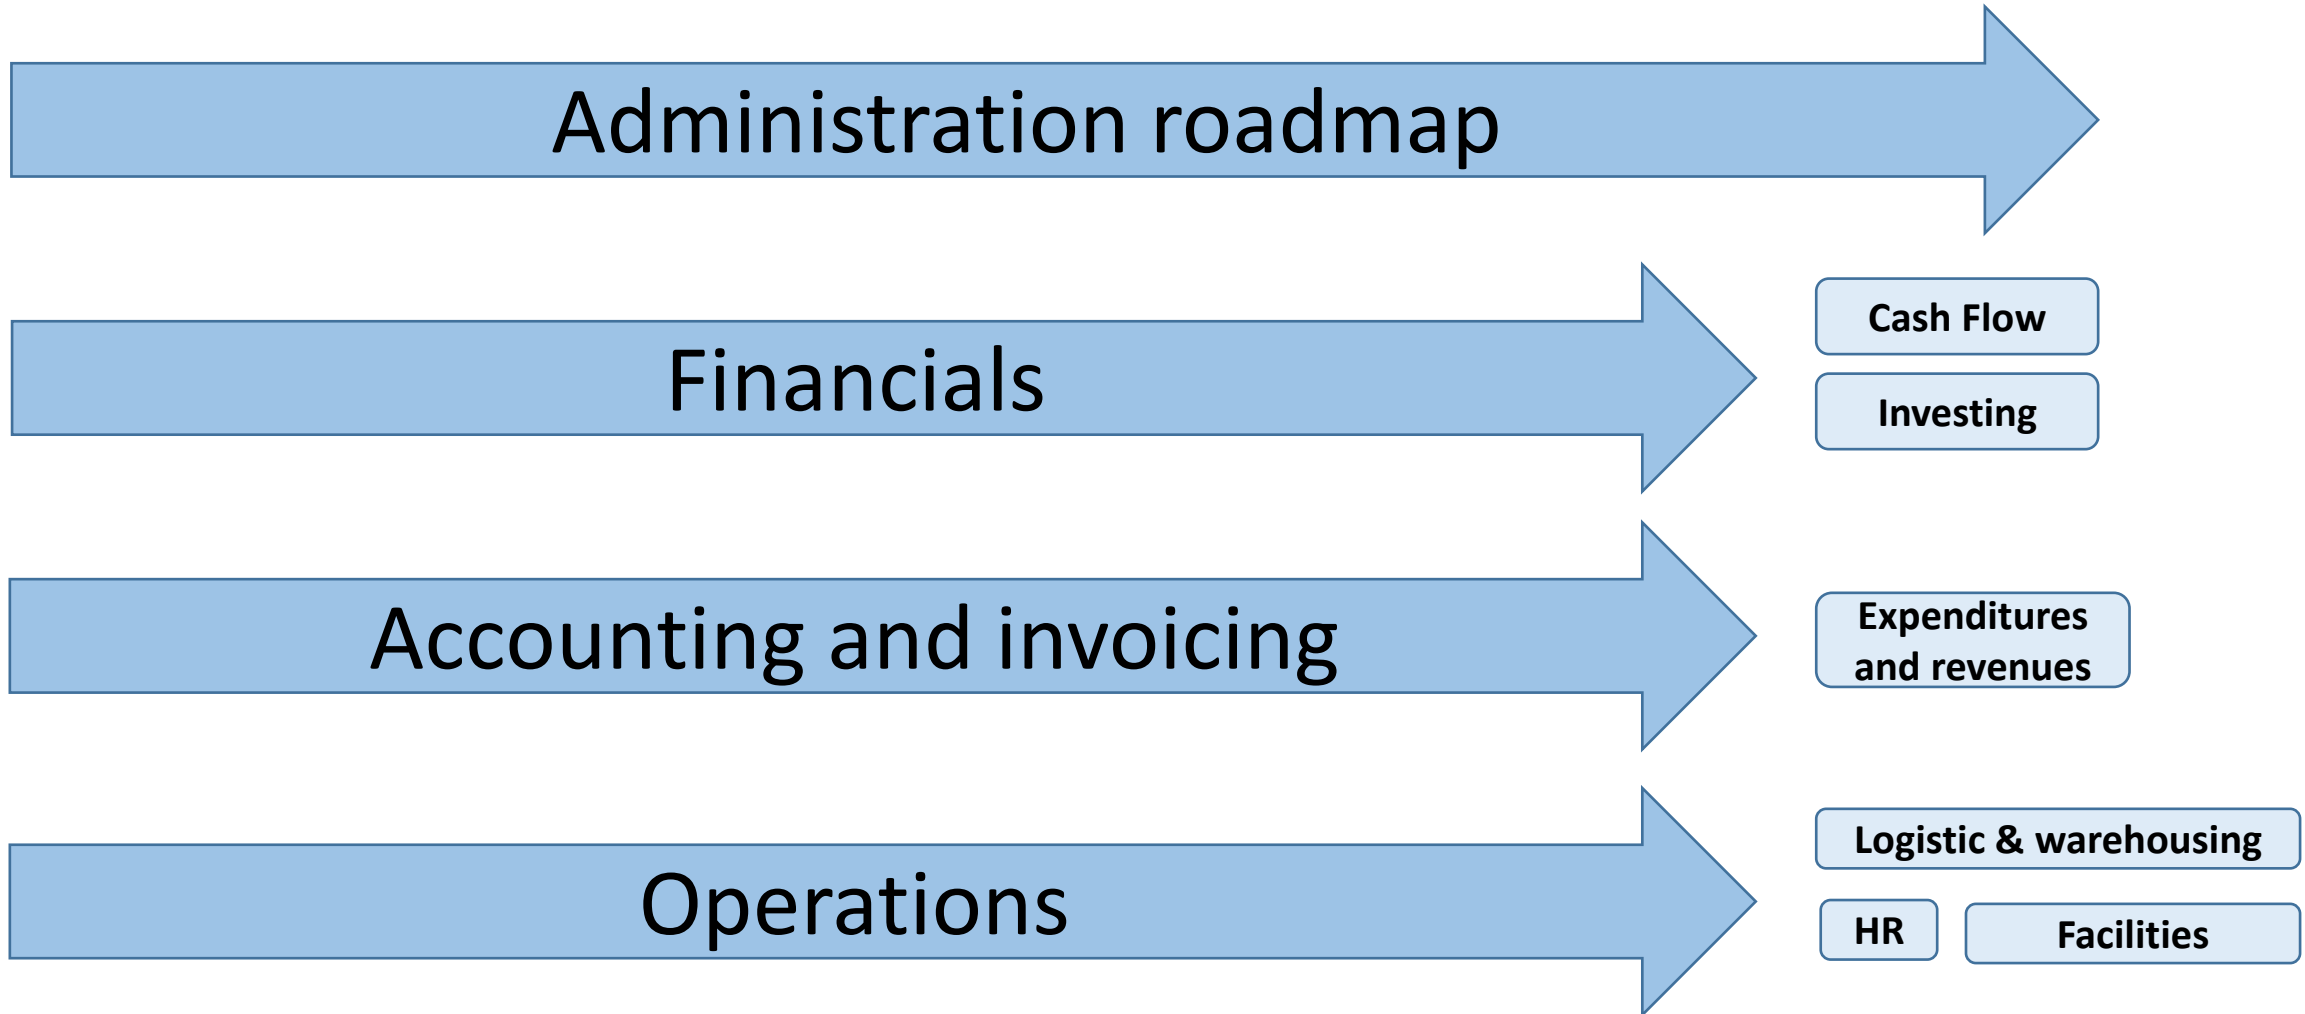 Administration roadmap
Financials
Cash Flow
Investing
Accounting and invoicing
Expenditures
and revenues
Operations
Logistic & warehousing
HR
Facilities